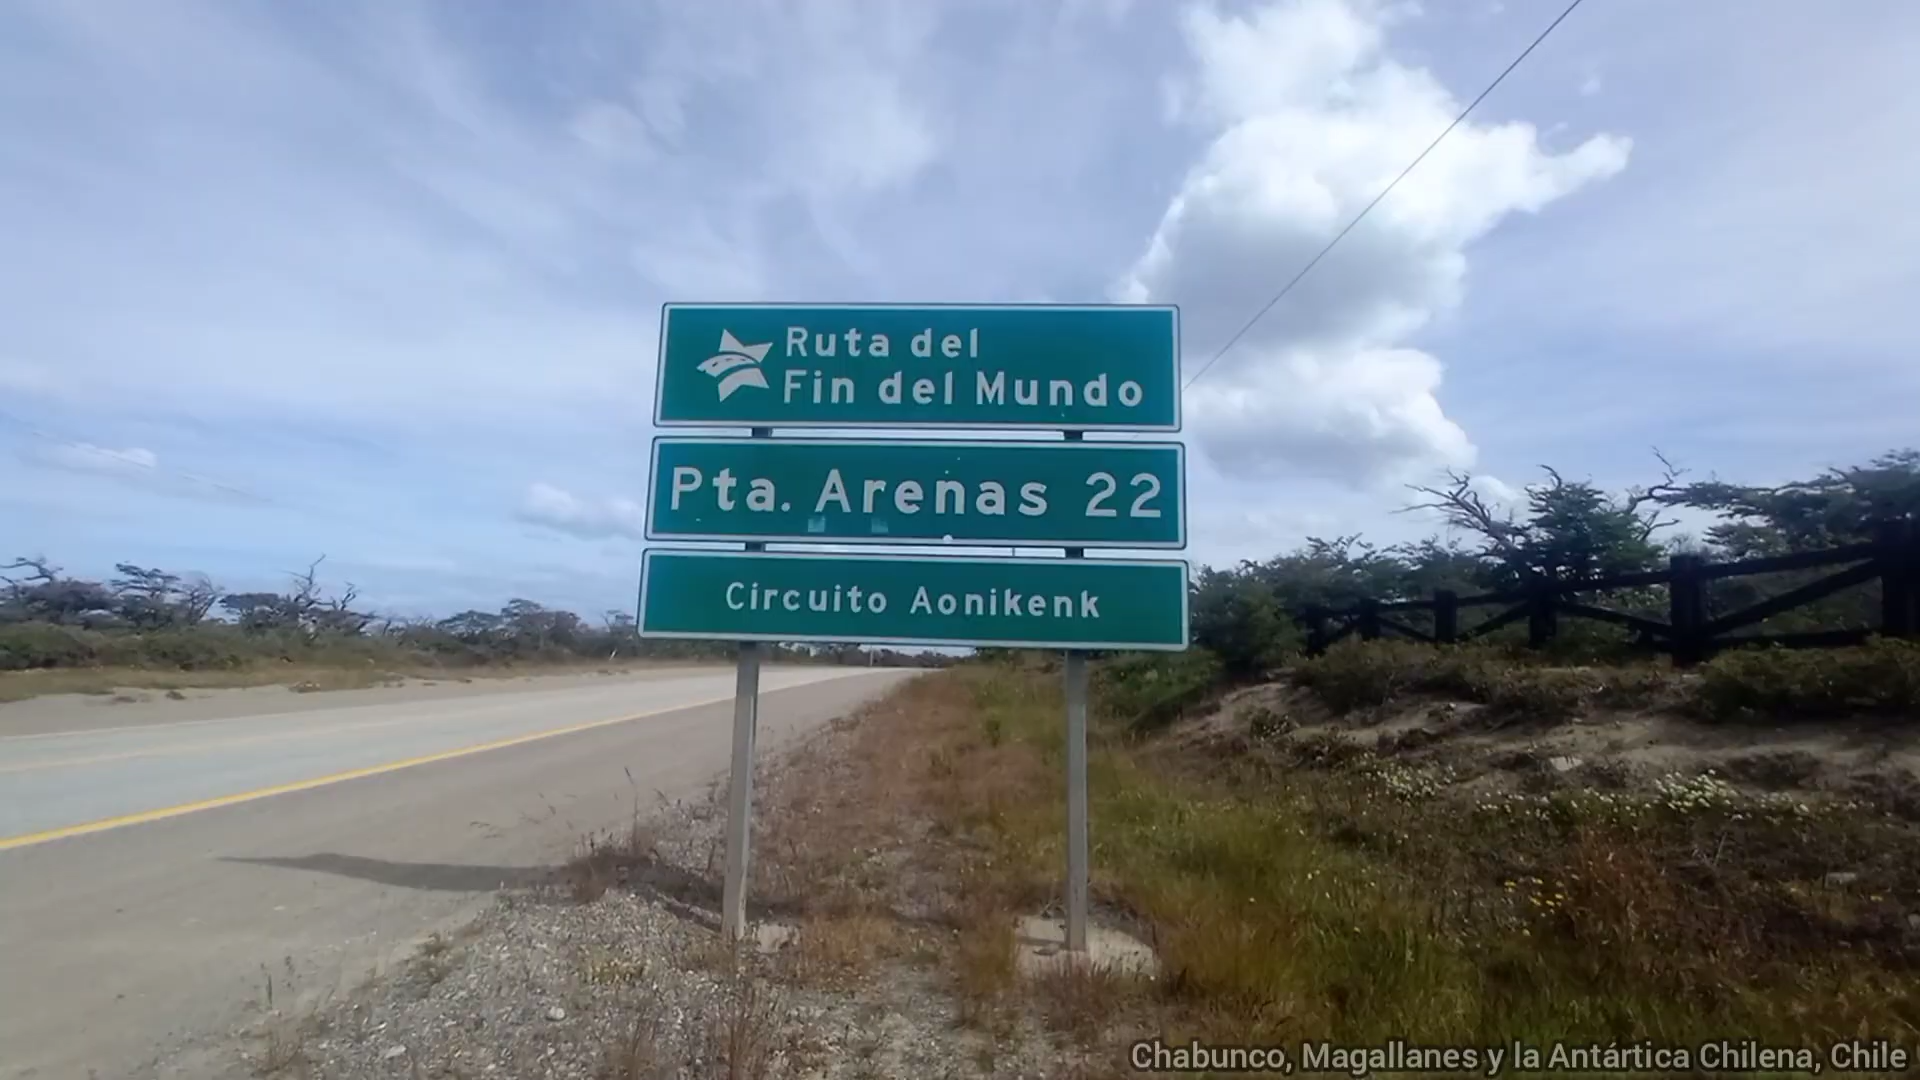 Ruta del
Fin del Mundo
Pta. Arenas 22
Circuito Aonikenk
Chabunco, Magallanes y la Antártica Chilena, Chile